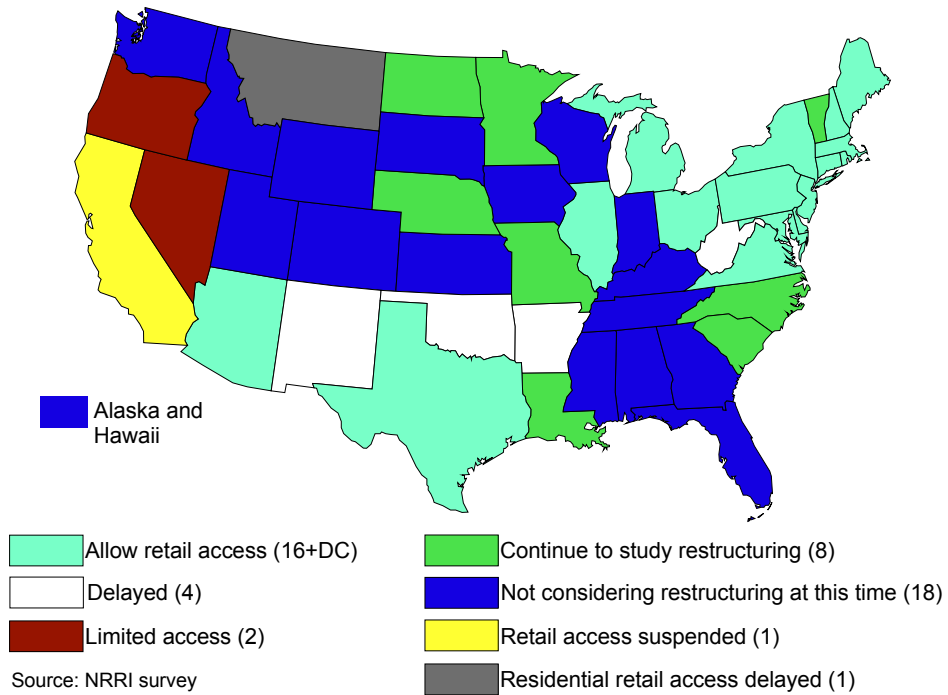 Alaska and
Hawaii
Allow retail access (16+DC)
Continue to study restructuring (8)
Delayed (4)
Not considering restructuring at this time (18)
Limited access (2)
Retail access suspended (1)
Source: NRRI survey
Residential retail access delayed (1)